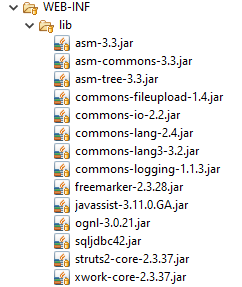 WEB-INF
lib
asm-3.3.jar
asm-commons-3.3.jar
asm-tree-3.3.jar
commons-fileupload-1.4.jar
commons-io-2.2.jar
commons-lang-2.4.jar
commons-lang3-3.2.jar
commons-logging-1.1.3.jar
freemarker-2.3.28.jar
javassist-3.11.0.GA.jar
ognl-3.0.21.jar
sqljdbc42.jar
struts2-core-2.3.37.jar
xwork-core-2.3.37.jar